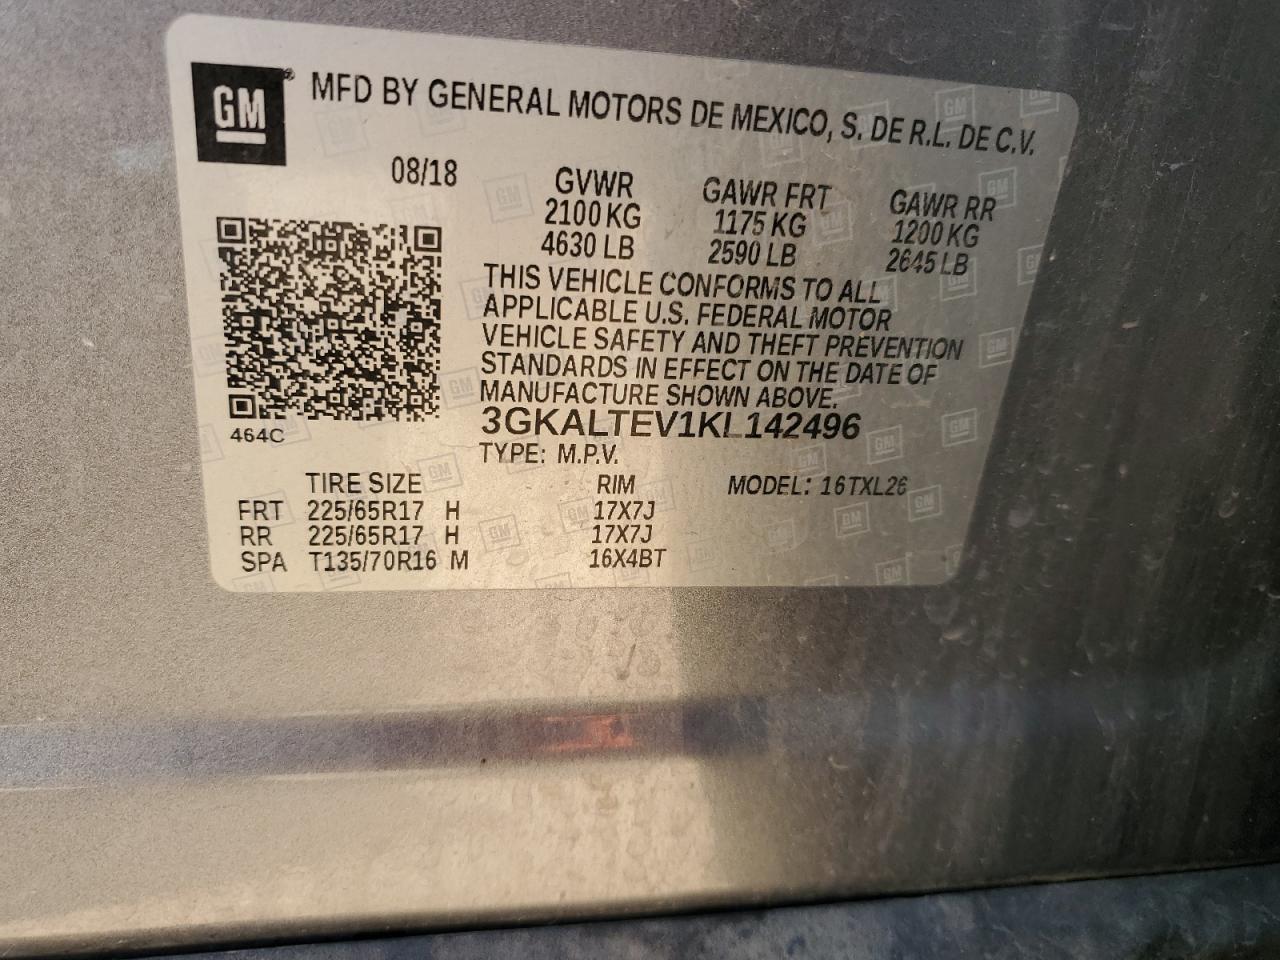 GM® MFD BY GENERAL MOTORS DE MEXICO, S. DE R.L. DE C.V.
08/18 GVWR GAWR FRT GAWR RR
2100 KG 1175 KG 1200 KG
4630 LB 2590 LB 2645 LB
THIS VEHICLE CONFORMS TO ALL
APPLICABLE U.S. FEDERAL MOTOR
VEHICLE SAFETY AND THEFT PREVENTION
STANDARDS IN EFFECT ON THE DATE OF
MANUFACTURE SHOWN ABOVE.
464C 3GKALTEV1KL142496
TYPE: M.P.V.
TIRE SIZE RIM MODEL: 16TXL26
FRT 225/65R17 H 17X7J
RR 225/65R17 H 17X7J
SPA T135/70R16 M 16X4BT